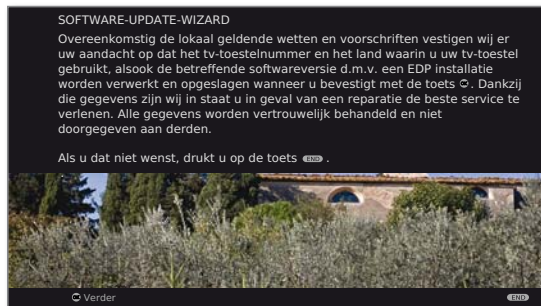 SOFTWARE-UPDATE-WIZARD
Overeenkomstig de lokaal geldende wetten en voorschriften vestigen wij er
uw aandacht op dat het tv-toestelnummer en het land waarin u uw tv-toestel
gebruikt, alsook de betreffende softwareversie d.m.v. een EDP installatie
worden verwerkt en opgeslagen wanneer u bevestigt met de toets OK. Dankzij
die gegevens zijn wij in staat u in geval van een reparatie de beste service te
verlenen. Alle gegevens worden vertrouwelijk behandeld en niet
doorgegeven aan derden.
Als u dat niet wenst, drukt u op de toets END .
OK Verder
END